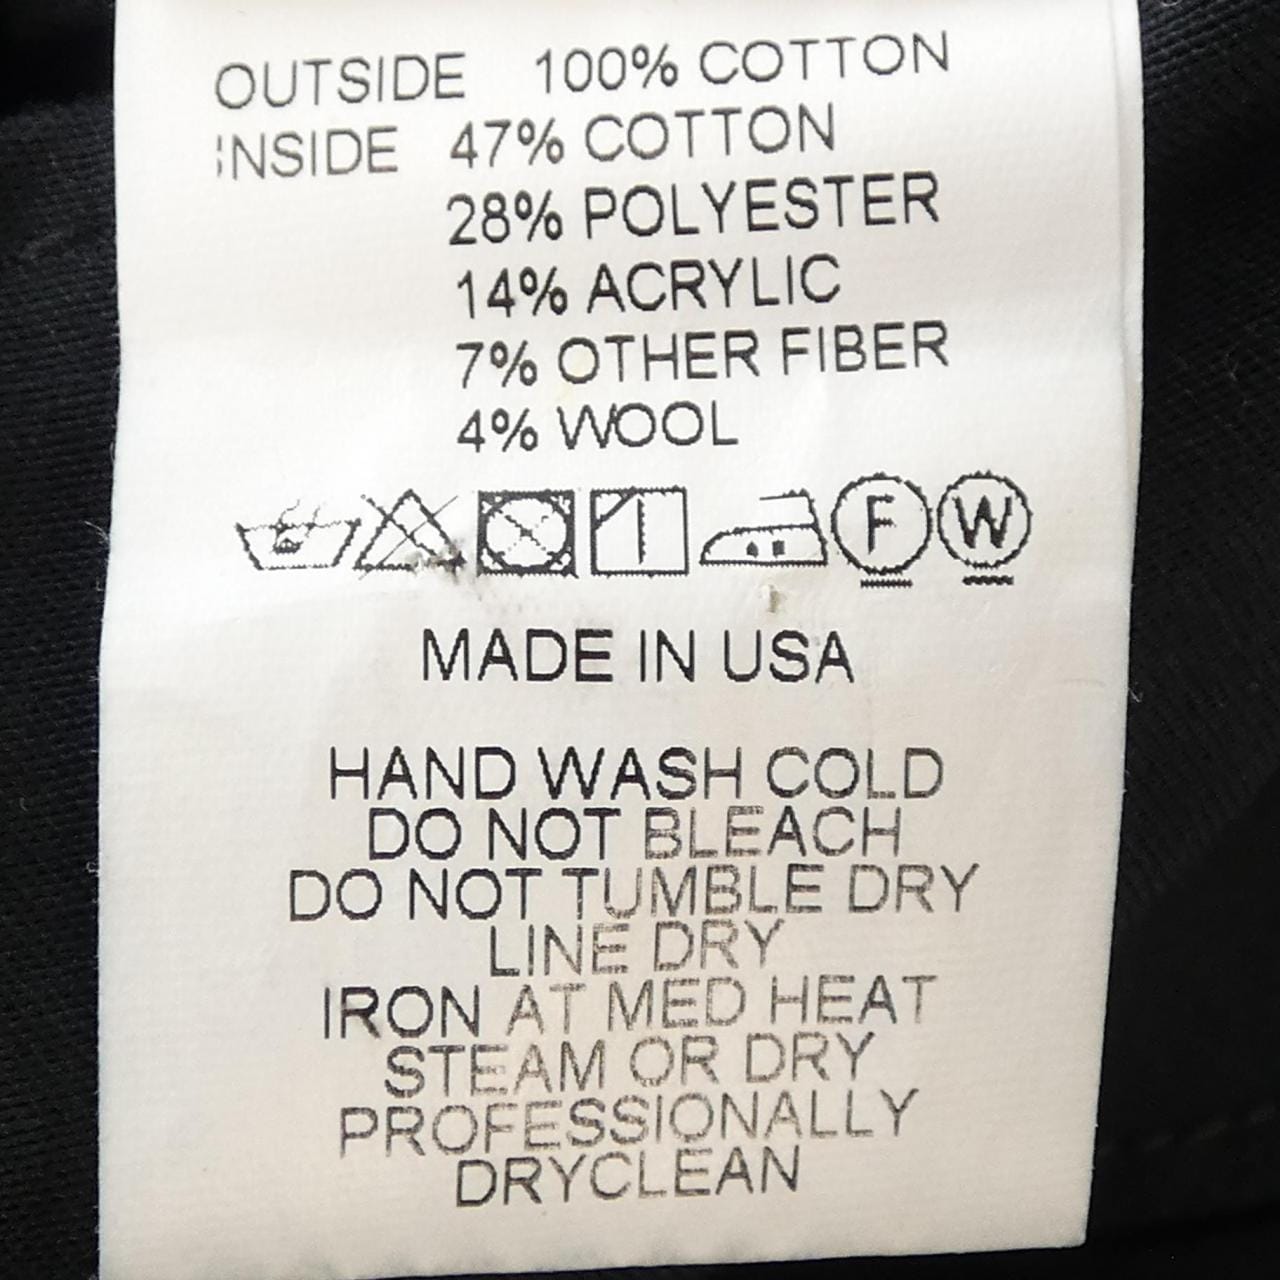 OUTSIDE 100% COTTON
INSIDE 47% COTTON
28% POLYESTER
14% ACRYLIC
7% OTHER FIBER
4% WOOL
F W
MADE IN USA
HAND WASH COLD
DO NOT BLEACH
DO NOT TUMBLE DRY
LINE DRY
IRON AT MED HEAT
STEAM OR DRY
PROFESSIONALLY
DRYCLEAN